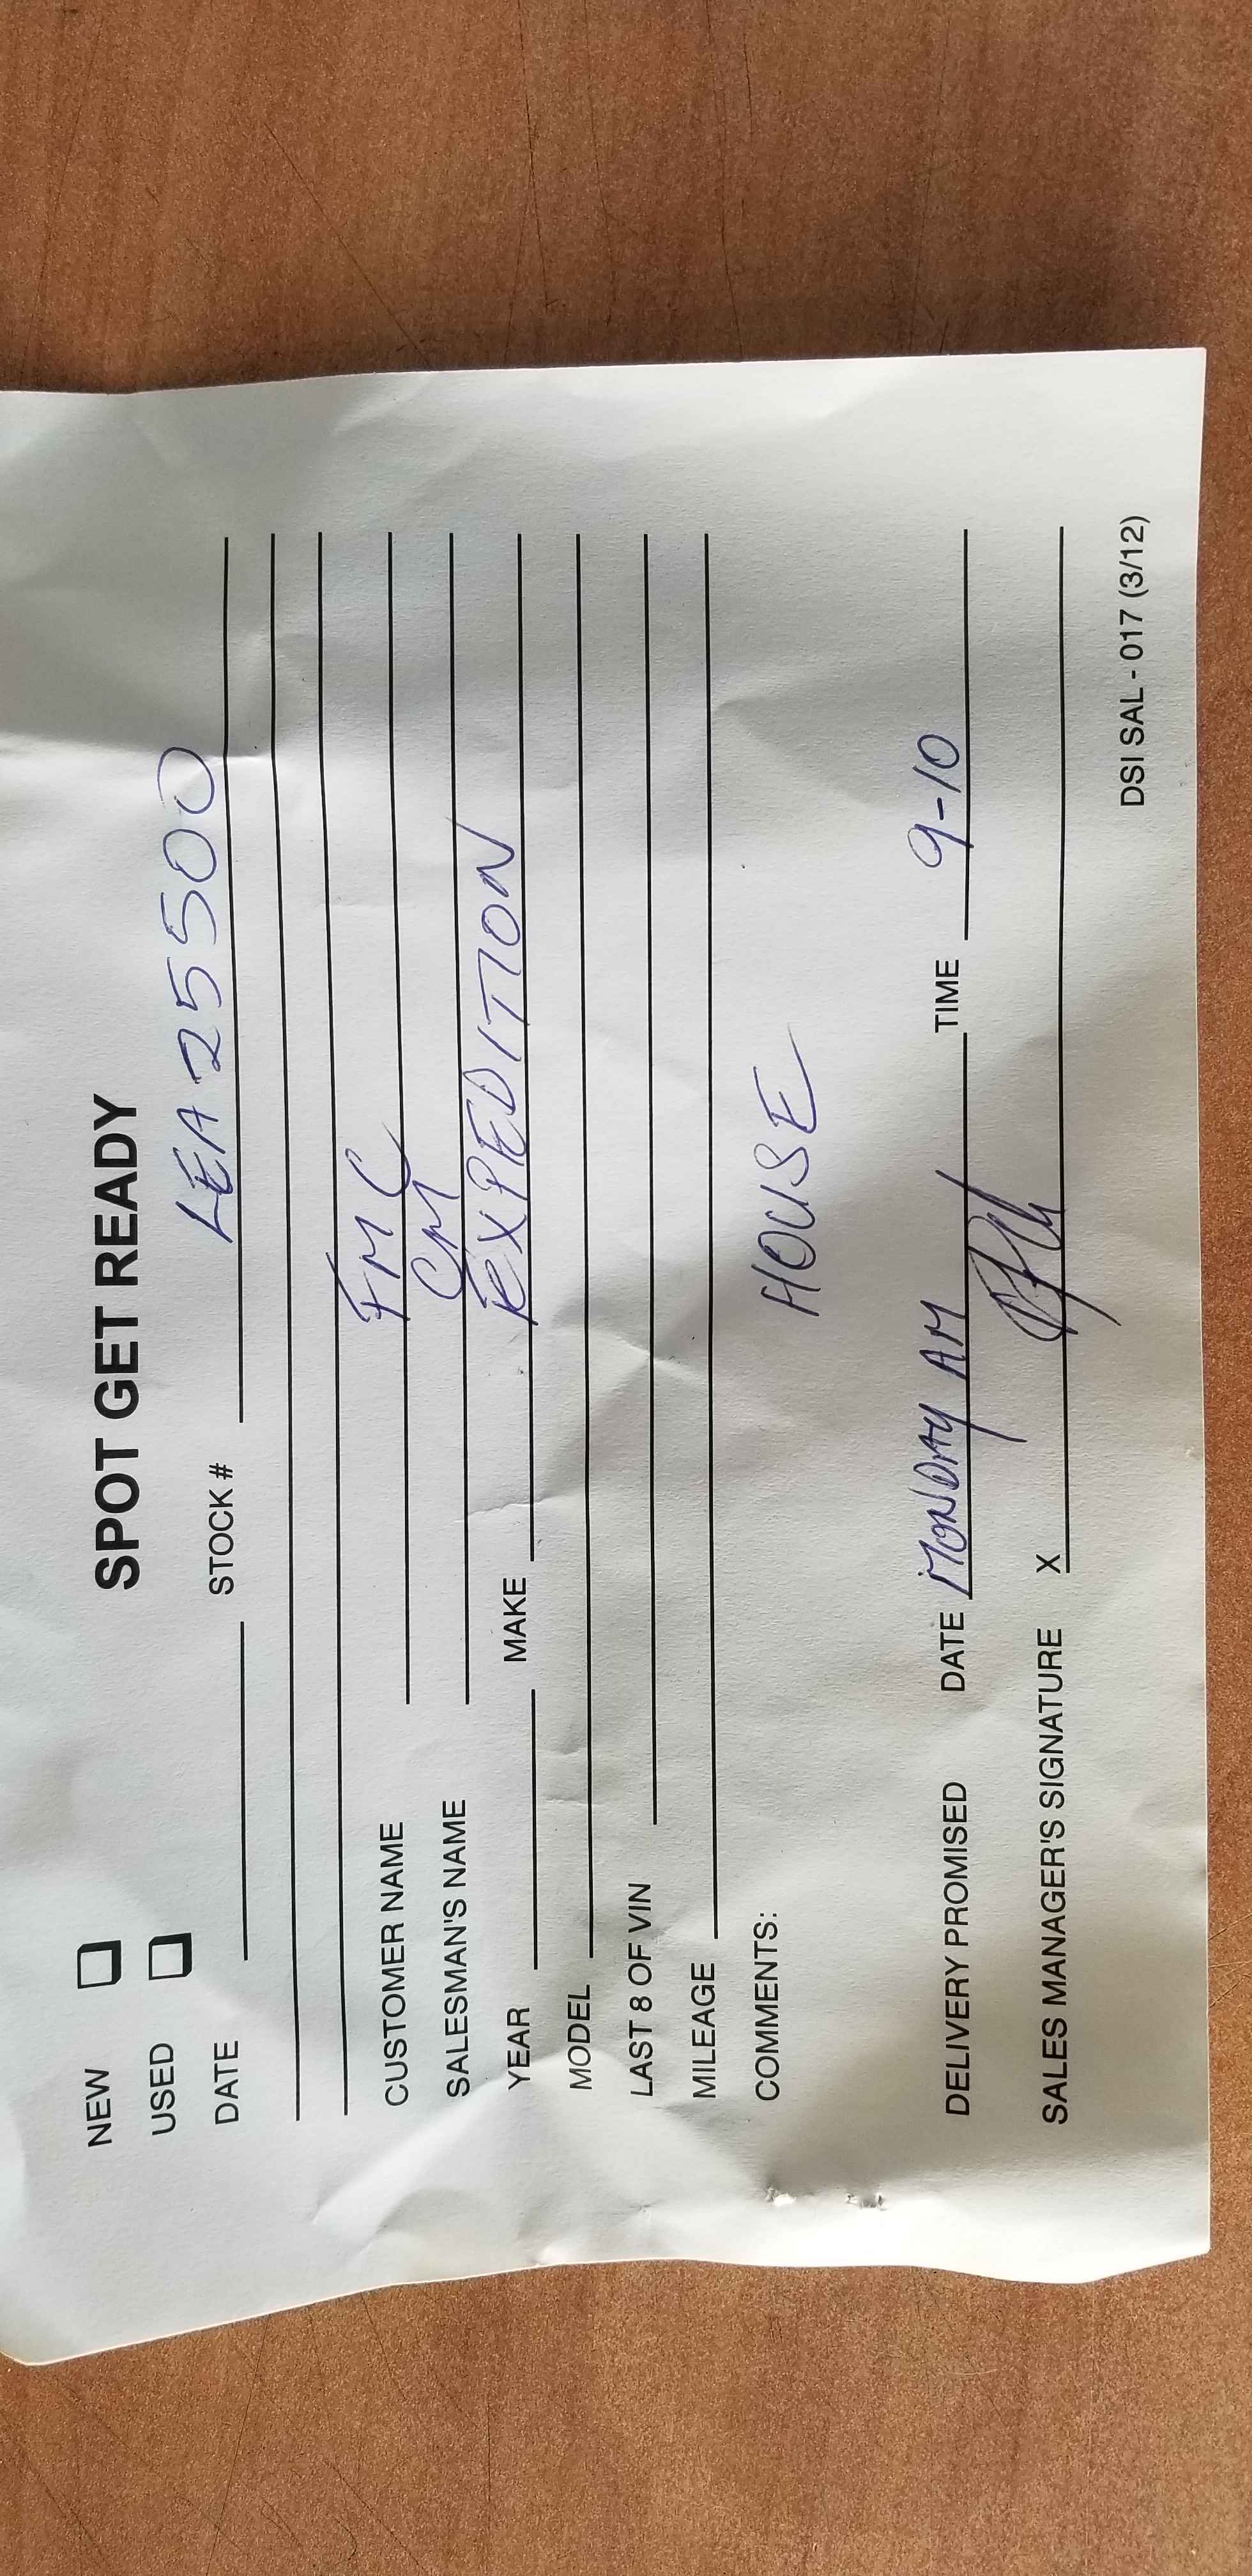 SPOT GET READY
NEW
USED
DATE STOCK # LEA25500
CUSTOMER NAME FMC
SALESMAN'S NAME CM
YEAR MAKE EXPEDITION
MODEL
LAST 8 OF VIN
MILEAGE
COMMENTS: HOUSE
DELIVERY PROMISED DATE MONDAY AM TIME 9-10
SALES MANAGER'S SIGNATURE X
DSI SAL - 017 (3/12)